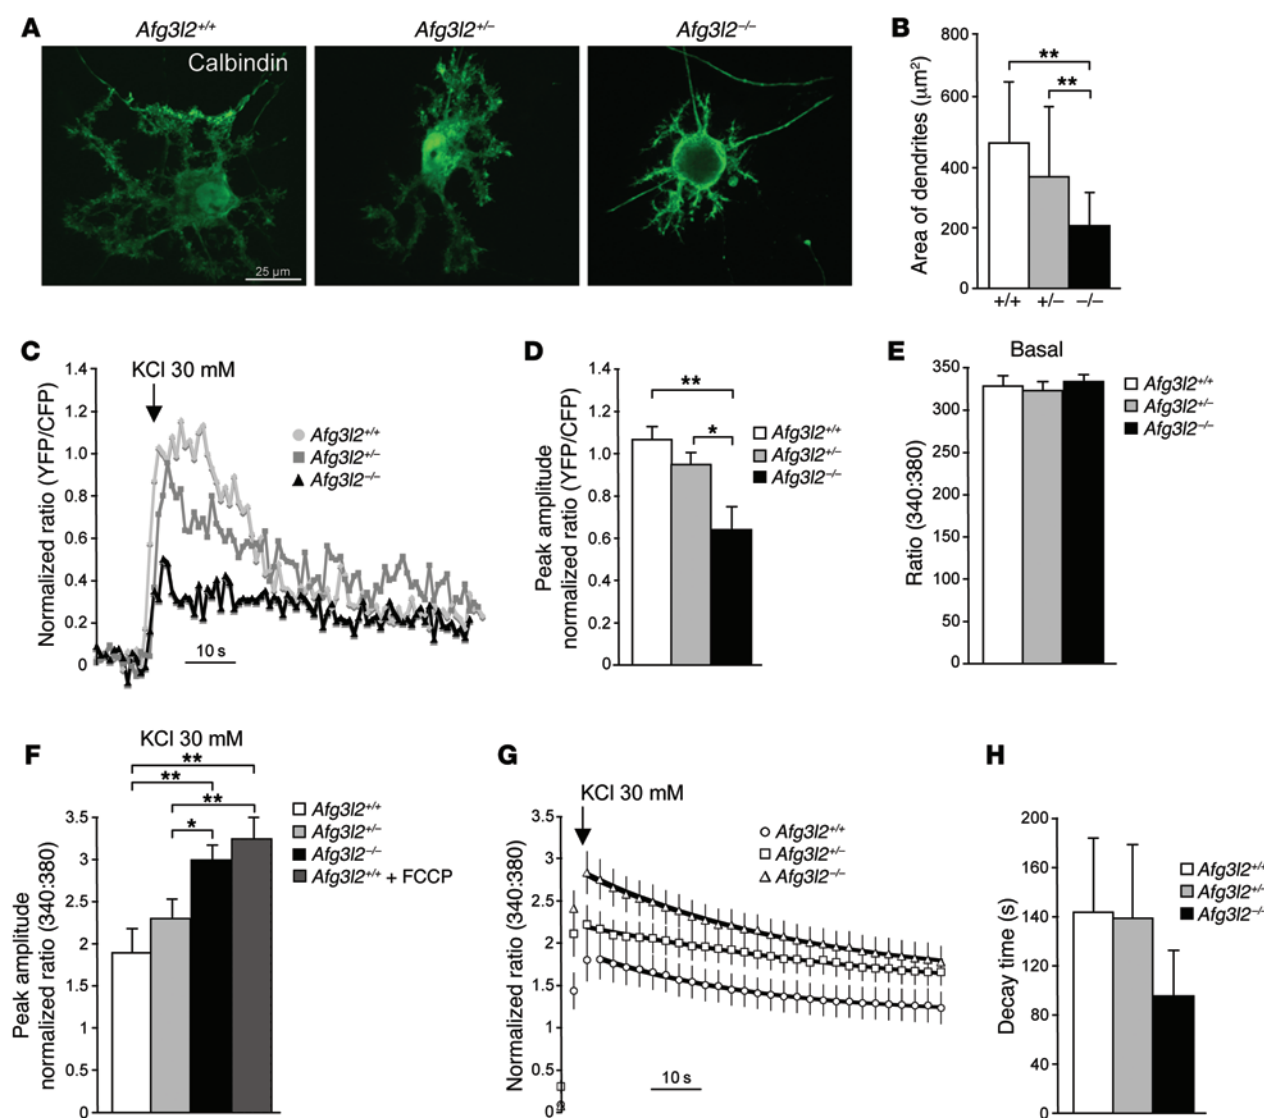 A
Afg3l2+/+
Afg3l2+/–
Afg3l2–/–
Calbindin
25 µm
B
Area of dendrites (µm²)
800
600
400
200
0
**
**
+/+ +/– –/–
C
KCl 30 mM
Normalized ratio (YFP/CFP)
1.4
1.2
1.0
0.8
0.6
0.4
0.2
0
Afg3l2+/+
Afg3l2+/–
Afg3l2–/–
10 s
D
Peak amplitude
normalized ratio (YFP/CFP)
1.4
1.2
1.0
0.8
0.6
0.4
0.2
0
**
*
Afg3l2+/+
Afg3l2+/–
Afg3l2–/–
E
Basal
Ratio (340:380)
350
300
250
200
150
100
50
0
Afg3l2+/+
Afg3l2+/–
Afg3l2–/–
F
KCl 30 mM
**
**
**
*
Peak amplitude
normalized ratio (340:380)
3.5
3
2.5
2
1.5
1
0.5
0
Afg3l2+/+
Afg3l2+/–
Afg3l2–/–
Afg3l2+/+ + FCCP
G
KCl 30 mM
Normalized ratio (340:380)
3.5
3
2.5
2
1.5
1
0.5
0
Afg3l2+/+
Afg3l2+/–
Afg3l2–/–
10 s
H
Decay time (s)
200
160
140
120
80
40
0
Afg3l2+/+
Afg3l2+/–
Afg3l2–/–